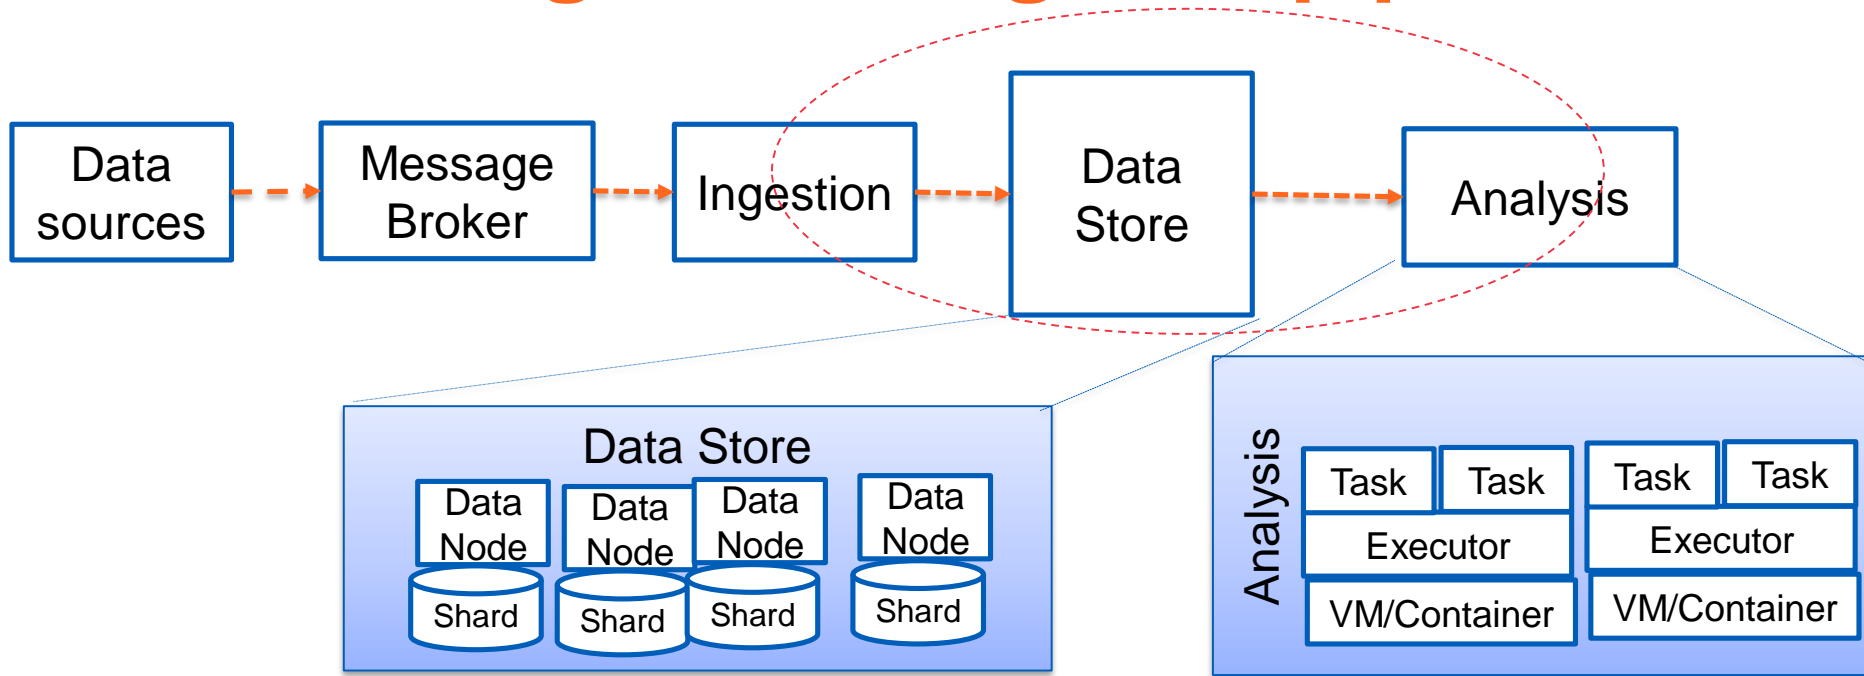 Data
sources
Message
Broker
Ingestion
Data
Store
Analysis
Data Store
Data
Node
Data
Node
Data
Node
Data
Node
Shard
Shard
Shard
Shard
Analysis
Task
Task
Task
Task
Executor
Executor
VM/Container
VM/Container